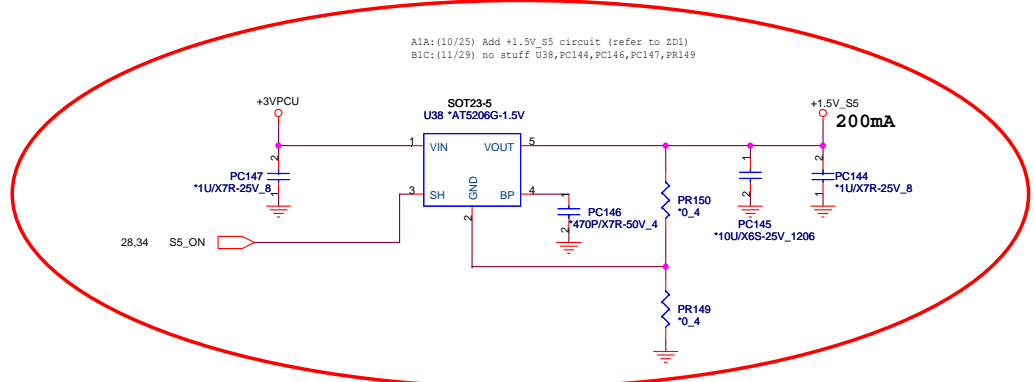 A1A:(10/25) Add +1.5V_S5 circuit (refer to ZD1)
B1C:(11/29) no stuff U38,PC144,PC146,PC147,PR149
+3VPCU
SOT23-5
U38 *AT5206G-1.5V
+1.5V_S5
200mA
1
VIN
VOUT
5
2
PC147
*1U/X7R-25V_8
1
3
SH
GND
BP
4
2
1
PC146
*470P/X7R-50V_4
2
PR150
*0_4
1
2
PC145
*10U/X6S-25V_1206
2
PC144
*1U/X7R-25V_8
1
28,34
S5_ON
PR149
*0_4